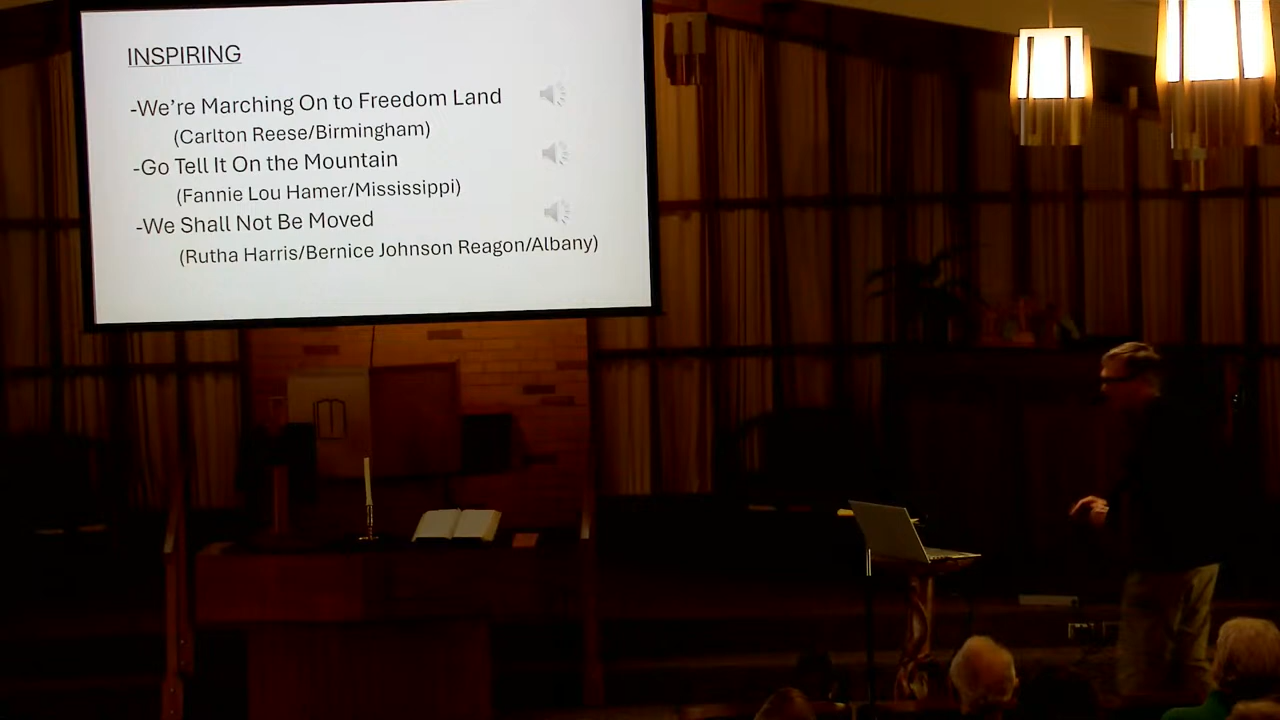 INSPIRING
-We're Marching On to Freedom Land
(Carlton Reese/Birmingham)
-Go Tell It On the Mountain
(Fannie Lou Hamer/Mississippi)
-We Shall Not Be Moved
(Rutha Harris/Bernice Johnson Reagon/Albany)